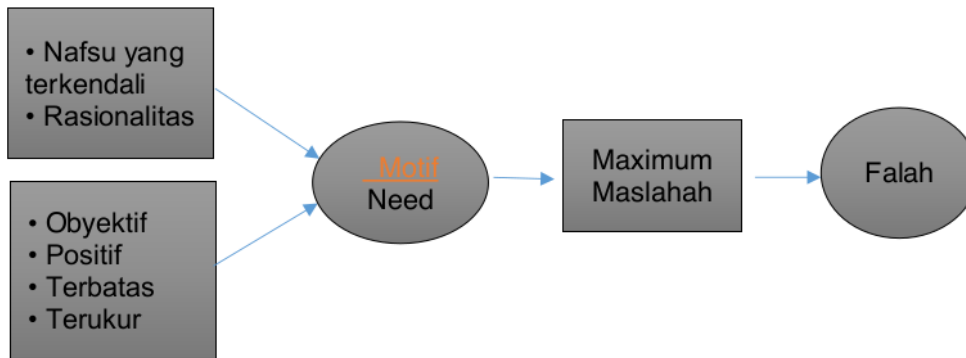 • Nafsu yang
terkendali
• Rasionalitas
• Obyektif
• Positif
• Terbatas
• Terukur
Motif
Need
Maximum
Maslahah
Falah